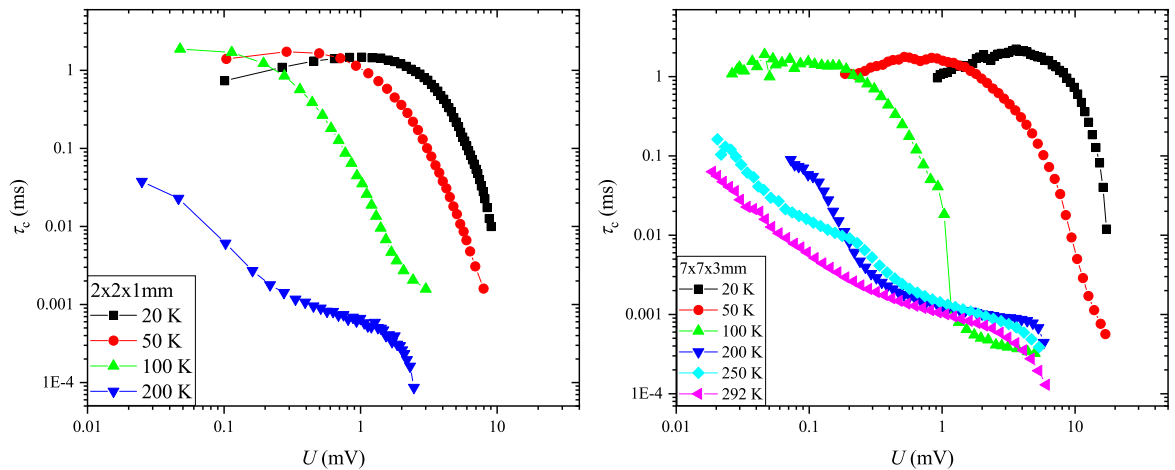 1
0.1
0.01
0.001
1E-4
τc (ms)
0.01
0.1
1
10
U (mV)
2x2x1mm
20 K
50 K
100 K
200 K
1
0.1
0.01
0.001
1E-4
τc (ms)
0.01
0.1
1
10
U (mV)
7x7x3mm
20 K
50 K
100 K
200 K
250 K
292 K